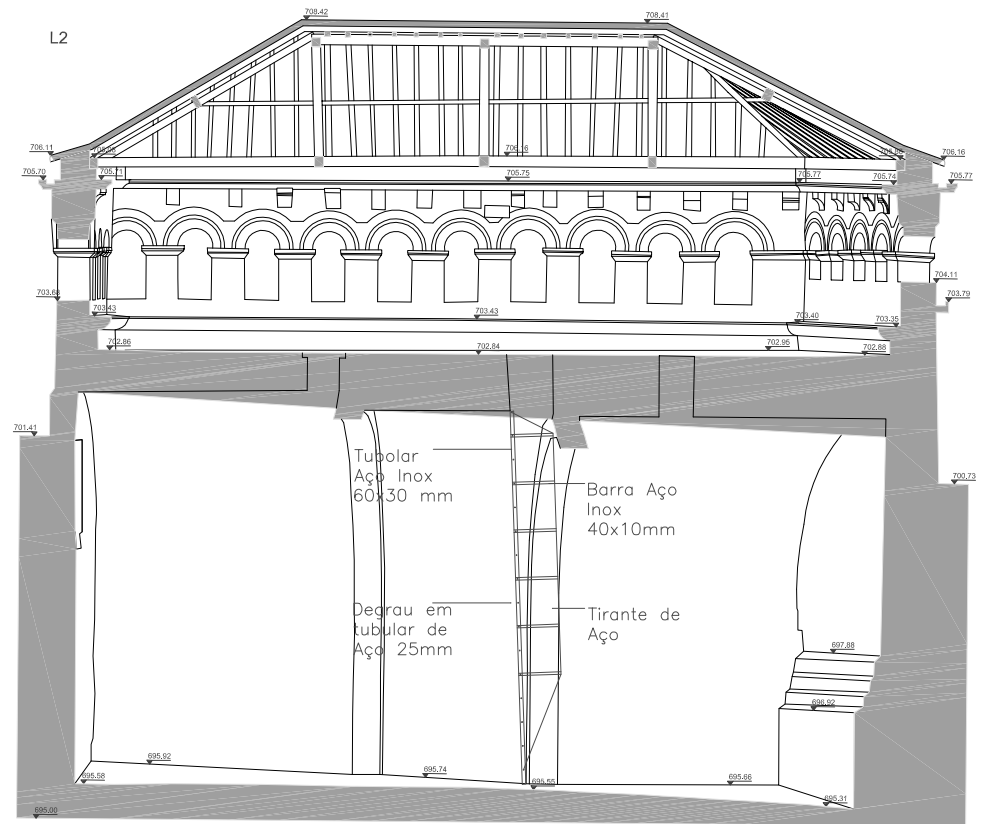 708.42
708.41
L2
706.11
706.16
706.16
705.70
705.71
705.75
705.77
705.74
705.77
704.11
703.68
703.79
703.43
703.43
703.40
703.35
702.86
702.84
702.95
702.88
701.41
Tubolar
Aço Inox
60x30 mm
700.73
Barra Aço
Inox
40x10mm
Degrau em
tubular de
Aço 25mm
Tirante de
Aço
697.88
696.92
695.92
695.74
695.58
695.55
695.66
695.31
695.00